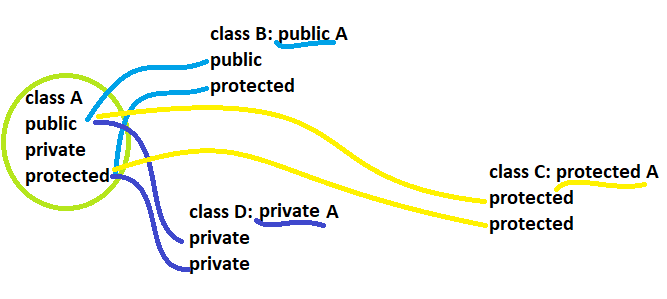 class A
public
private
protected
class B: public A
public
protected
class D: private A
private
private
class C: protected A
protected
protected